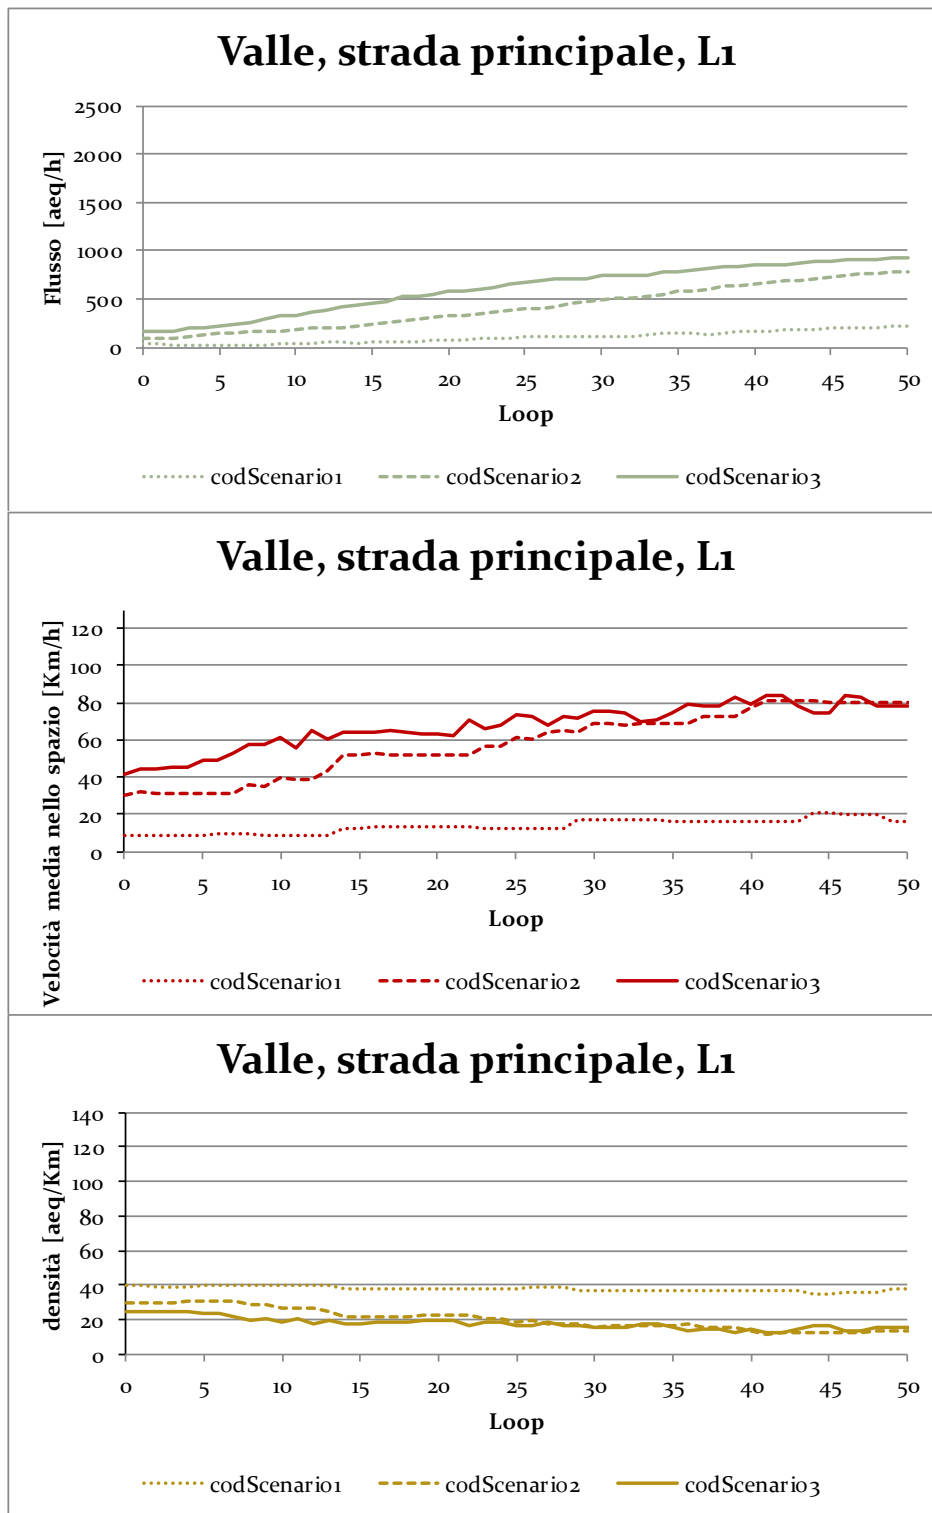 Valle, strada principale, L1
Flusso [aeq/h]
2500
2000
1500
1000
500
0
0 5 10 15 20 25 30 35 40 45 50
Loop
codScenario1 codScenario2 codScenario3
Valle, strada principale, L1
Velocità media nello spazio [Km/h]
120
100
80
60
40
20
0
0 5 10 15 20 25 30 35 40 45 50
Loop
codScenario1 codScenario2 codScenario3
Valle, strada principale, L1
densità [aeq/Km]
140
120
100
80
60
40
20
0
0 5 10 15 20 25 30 35 40 45 50
Loop
codScenario1 codScenario2 codScenario3